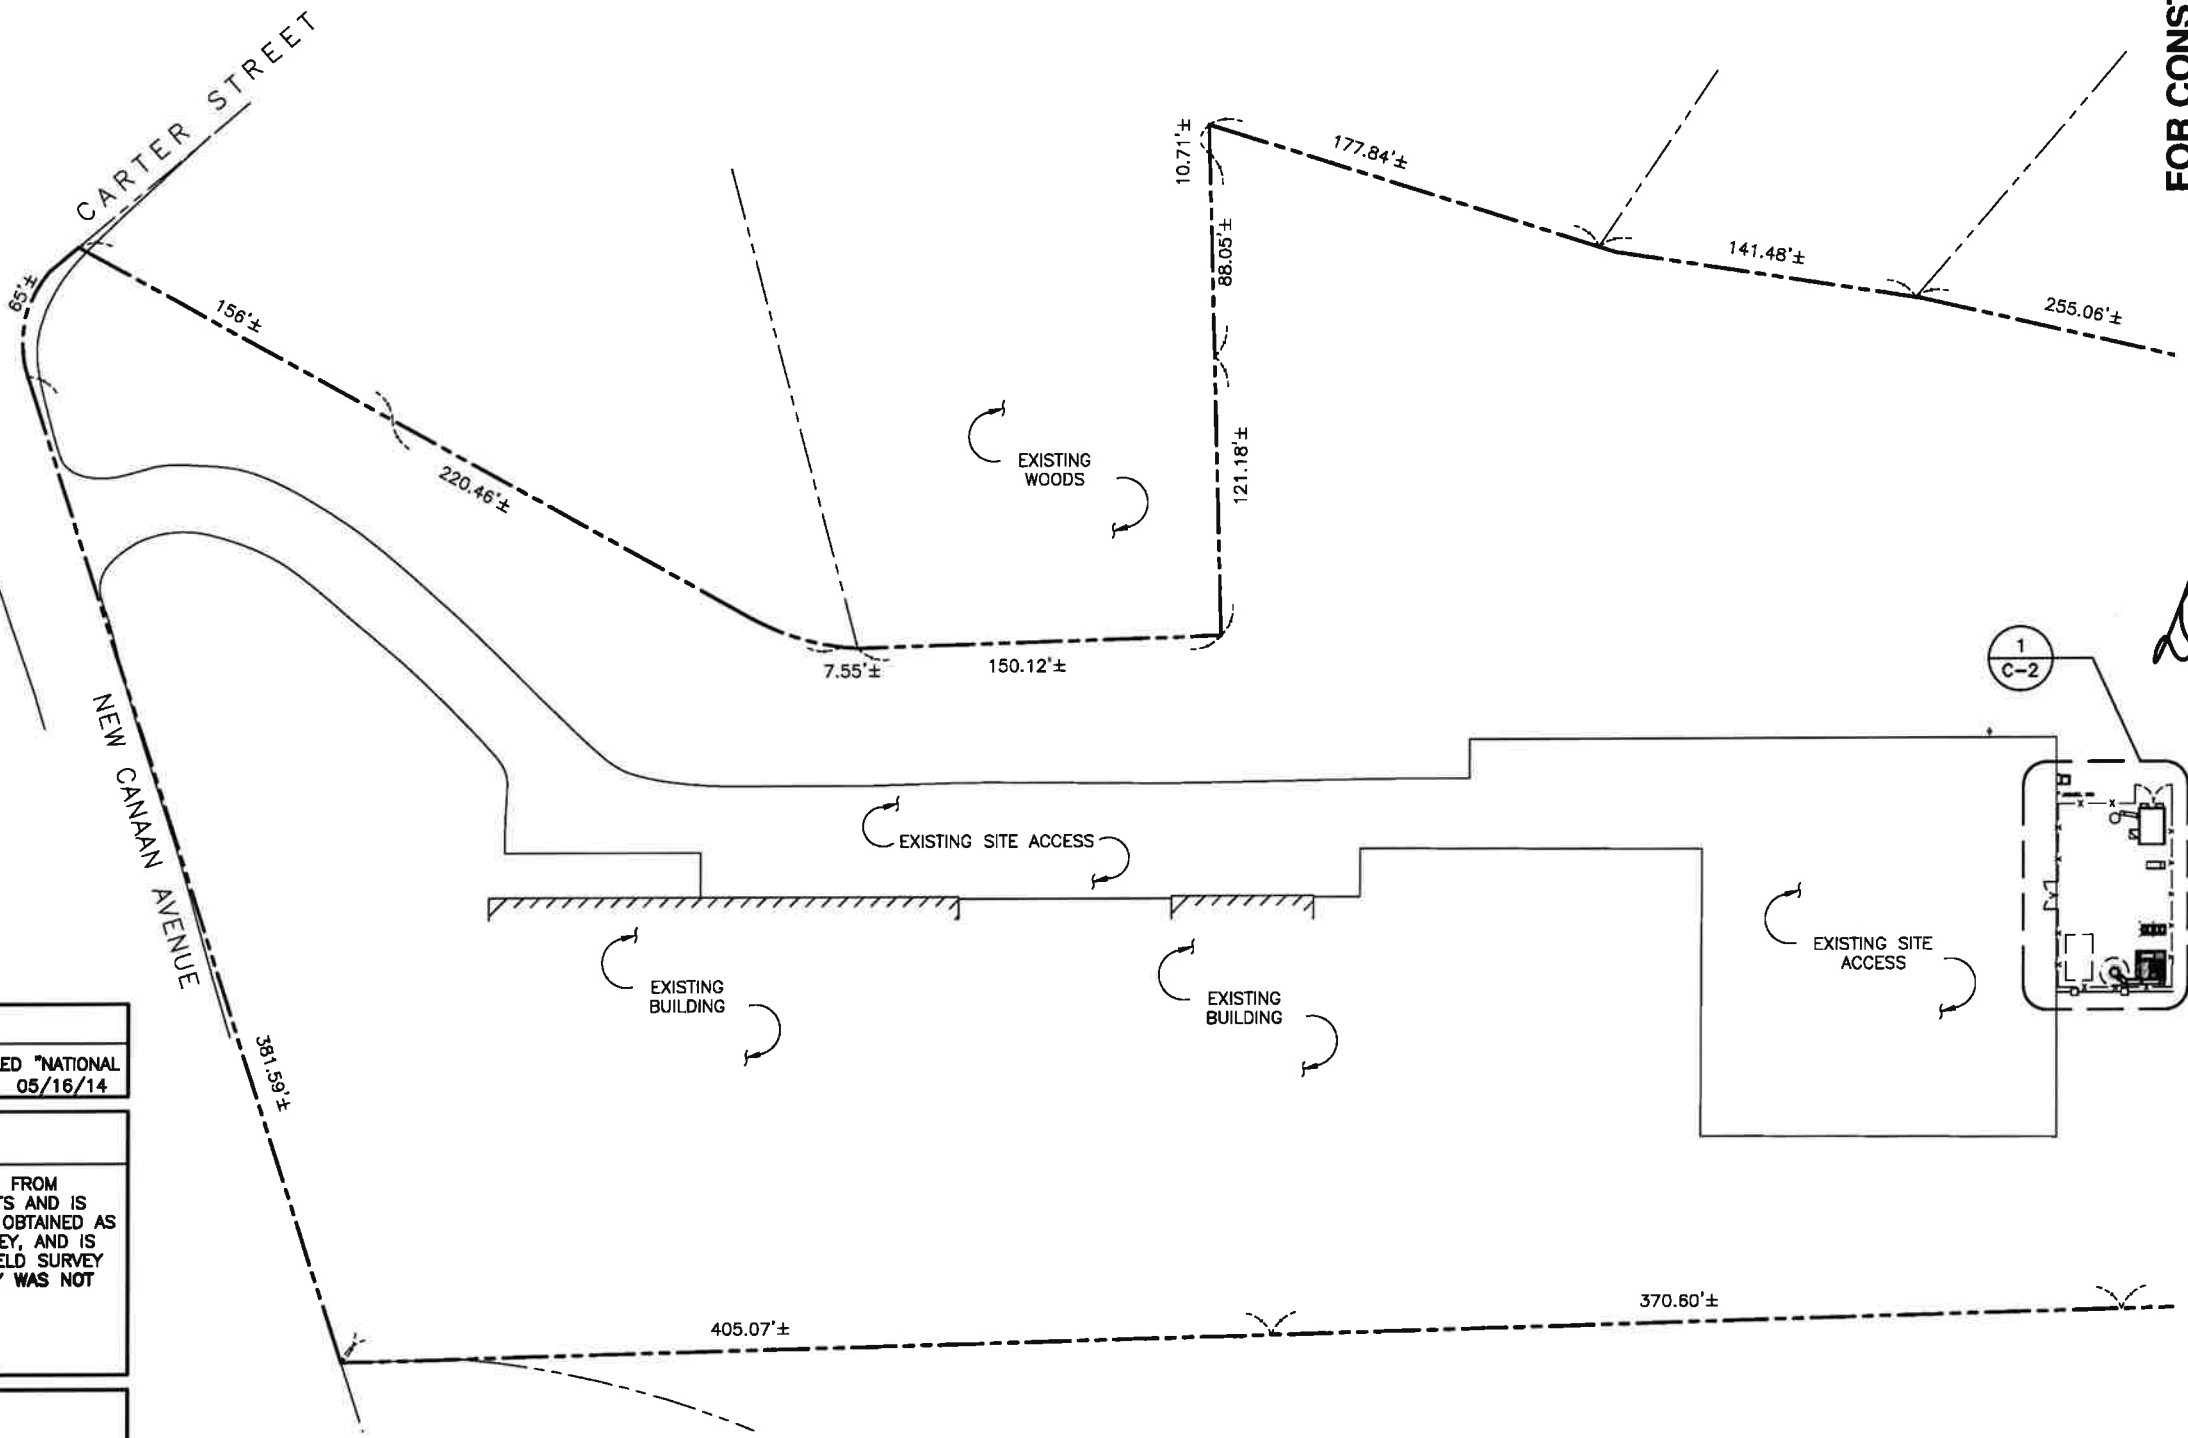 CARTER STREET
FOR CONST
10.71'±
177.84'±
88.05'±
141.48'±
65'±
156'±
255.06'±
220.46'±
EXISTING
WOODS
121.18'±
7.55'±
150.12'±
1
C-2
NEW CANAAN AVENUE
EXISTING SITE ACCESS
EXISTING SITE
ACCESS
EXISTING
BUILDING
EXISTING
BUILDING
381.59'±
ED "NATIONAL
05/16/14
FROM
TS AND IS
OBTAINED AS
EY, AND IS
ELD SURVEY
WAS NOT
405.07'±
370.60'±